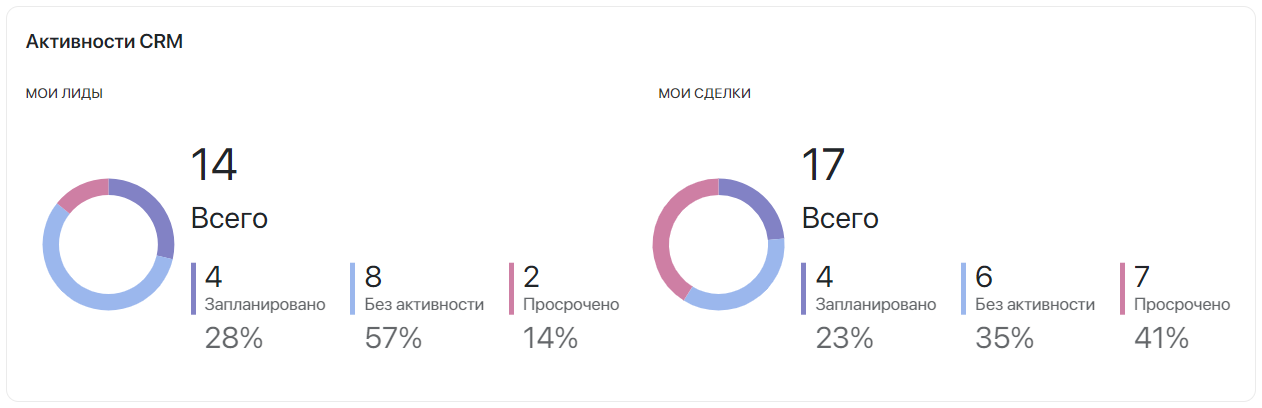 Активности CRM
МОИ ЛИДЫ
14
Всего
4
Запланировано
28%
8
Без активности
57%
2
Просрочено
14%
МОИ СДЕЛКИ
17
Всего
4
Запланировано
23%
6
Без активности
35%
7
Просрочено
41%